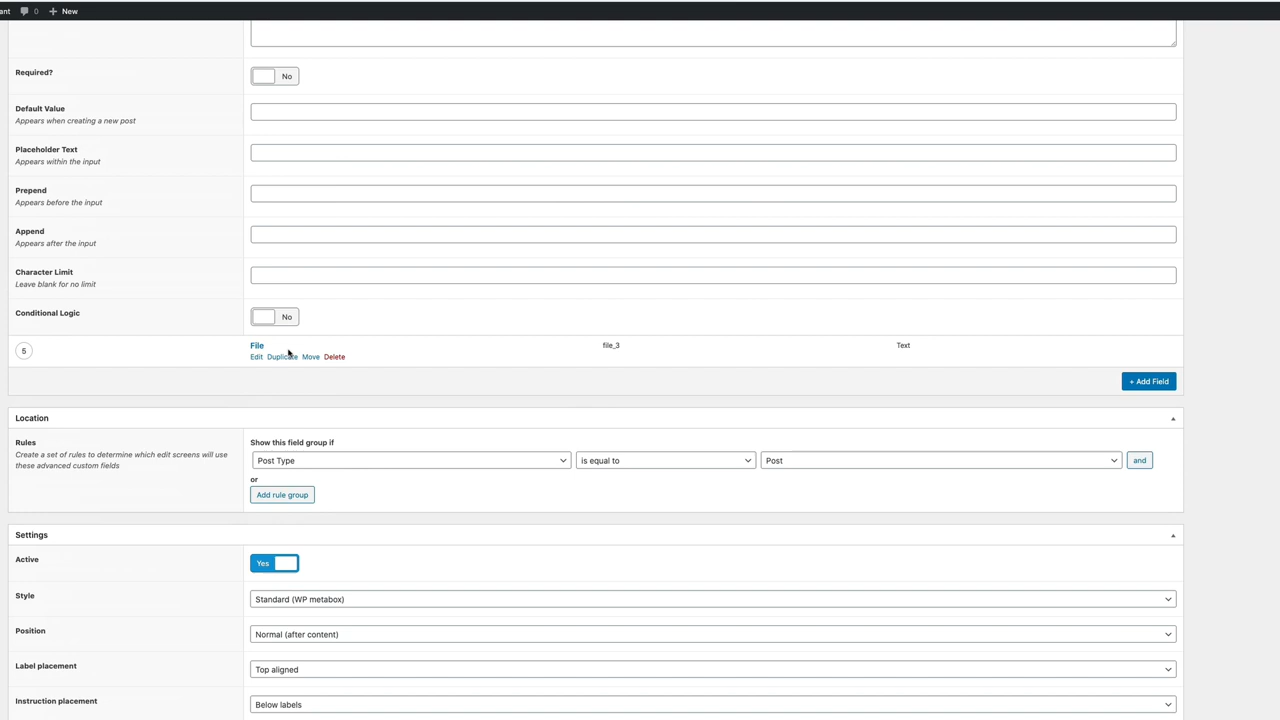 ant 0 New
Required?
No
Default Value
Appears when creating a new post
Placeholder Text
Appears within the input
Prepend
Appears before the input
Append
Appears after the input
Character Limit
Leave blank for no limit
Conditional Logic
No
5 File file_3 Text
Edit Duplicate Move Delete
+ Add Field
Location
Rules
Create a set of rules to determine which edit screens will use
these advanced custom fields
Show this field group if
Post Type is equal to Post and
or
Add rule group
Settings
Active
Yes
Style
Standard (WP metabox)
Position
Normal (after content)
Label placement
Top aligned
Instruction placement
Below labels